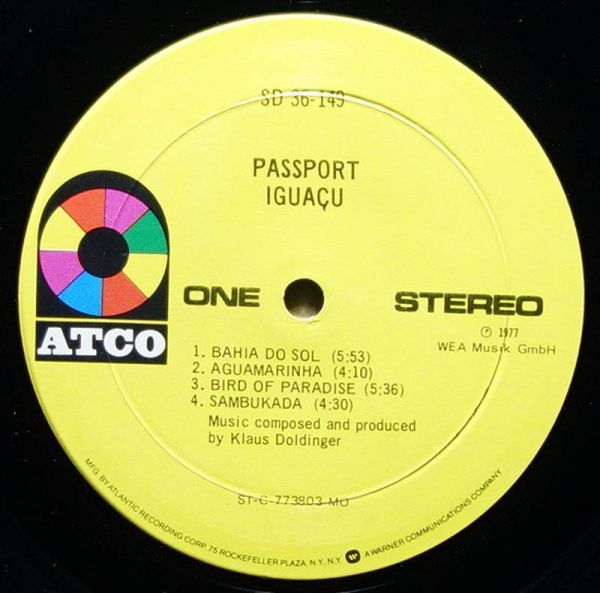 SD 36-149
PASSPORT
IGUAÇU
ATCO
ONE
STEREO
℗ 1977
WEA Musik GmbH
1. BAHIA DO SOL (5:53)
2. AGUAMARINHA (4:10)
3. BIRD OF PARADISE (5:36)
4. SAMBUKADA (4:30)
Music composed and produced
by Klaus Doldinger
ST-C-773803 MO
MFG. BY ATLANTIC RECORDING CORP. 75 ROCKEFELLER PLAZA, N.Y. N.Y. A WARNER COMMUNICATIONS COMPANY